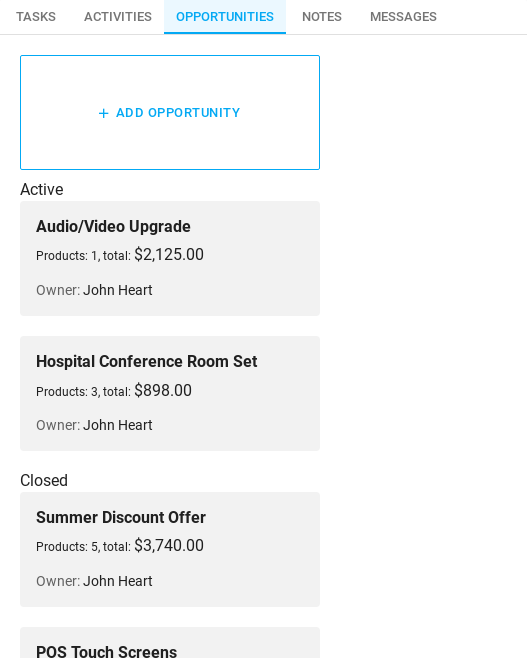 TASKS ACTIVITIES OPPORTUNITIES NOTES MESSAGES
+ ADD OPPORTUNITY
Active
Audio/Video Upgrade
Products: 1, total: $2,125.00
Owner: John Heart
Hospital Conference Room Set
Products: 3, total: $898.00
Owner: John Heart
Closed
Summer Discount Offer
Products: 5, total: $3,740.00
Owner: John Heart
POS Touch Screens